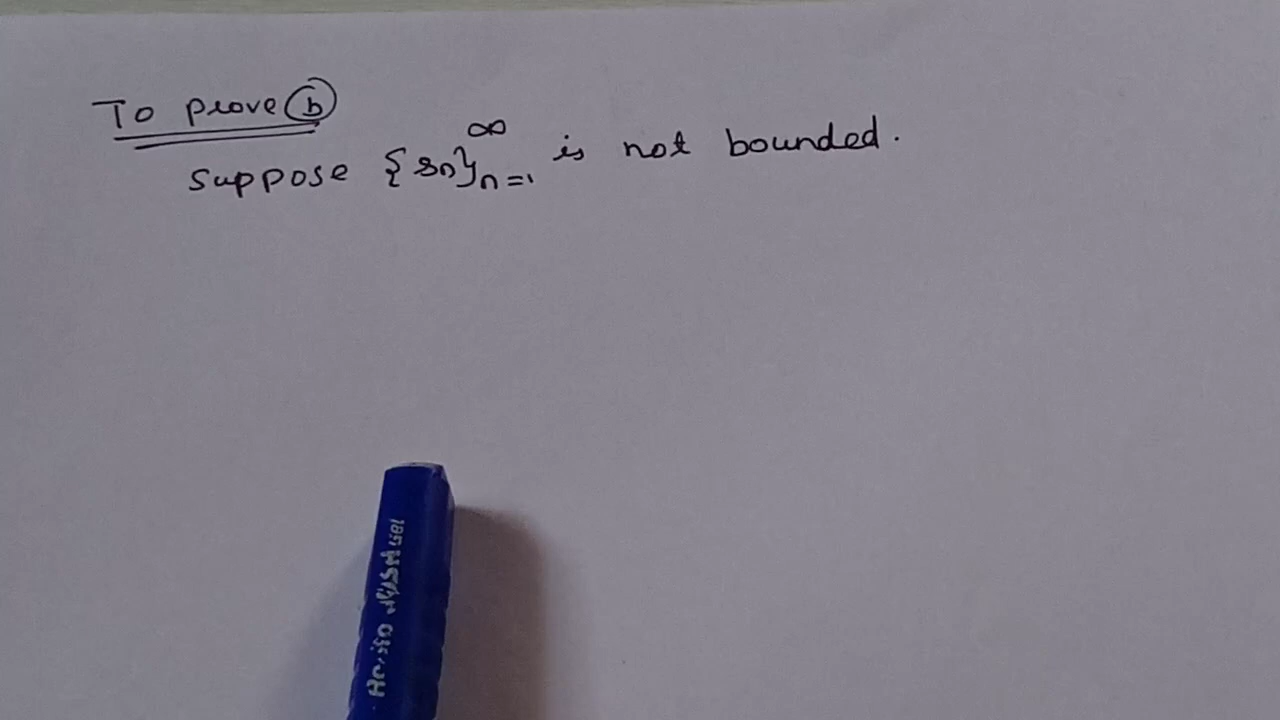 To prove (b)
suppose {sn}∞n=1 is not bounded.